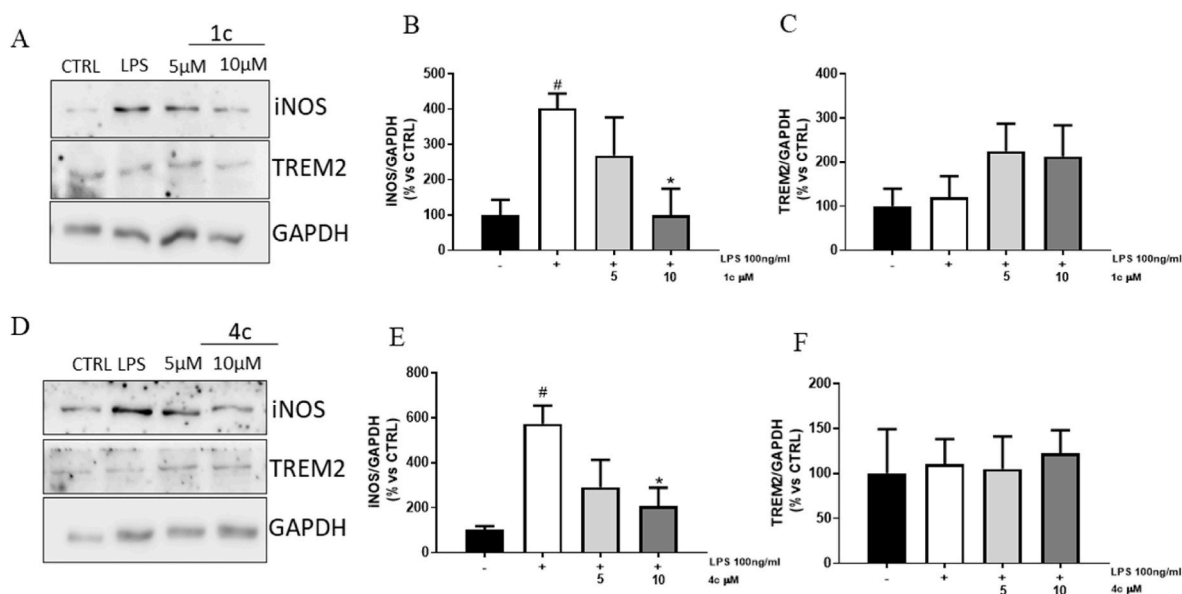 A
1c
CTRL LPS 5μM 10μM
iNOS
TREM2
GAPDH
B
iNOS/GAPDH
(% vs CTRL)
500
400
300
200
100
0
#
*
- + + +
5 10
LPS 100ng/ml
1c μM
C
TREM2/GAPDH
(% vs CTRL)
400
300
200
100
0
- + + +
5 10
LPS 100ng/ml
1c μM
D
4c
CTRL LPS 5μM 10μM
iNOS
TREM2
GAPDH
E
iNOS/GAPDH
(% vs CTRL)
800
600
400
200
0
#
*
- + + +
5 10
LPS 100ng/ml
4c μM
F
TREM2/GAPDH
(% vs CTRL)
200
150
100
50
0
- + + +
5 10
LPS 100ng/ml
4c μM